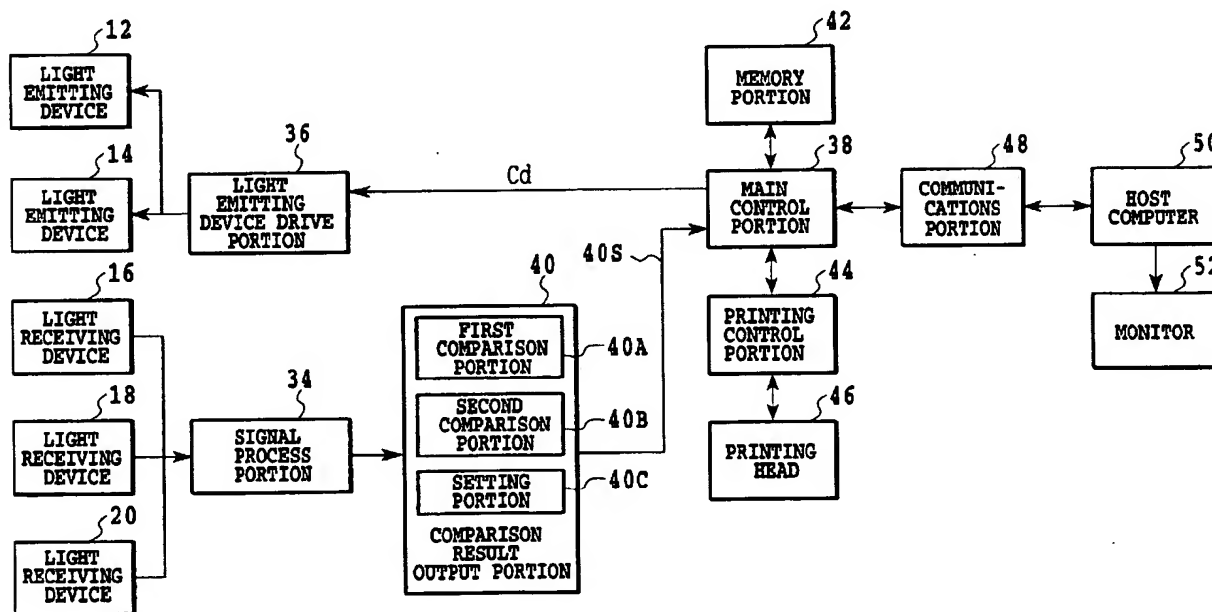 12
LIGHT
EMITTING
DEVICE
14
LIGHT
EMITTING
DEVICE
36
LIGHT
EMITTING
DEVICE DRIVE
PORTION
Cd
42
MEMORY
PORTION
38
MAIN
CONTROL
PORTION
48
COMMUNI-
CATIONS
PORTION
50
HOST
COMPUTER
52
MONITOR
16
LIGHT
RECEIVING
DEVICE
18
LIGHT
RECEIVING
DEVICE
20
LIGHT
RECEIVING
DEVICE
34
SIGNAL
PROCESS
PORTION
40
FIRST
COMPARISON
PORTION
40A
SECOND
COMPARISON
PORTION
40B
SETTING
PORTION
40C
COMPARISON
RESULT
OUTPUT PORTION
40S
44
PRINTING
CONTROL
PORTION
46
PRINTING
HEAD